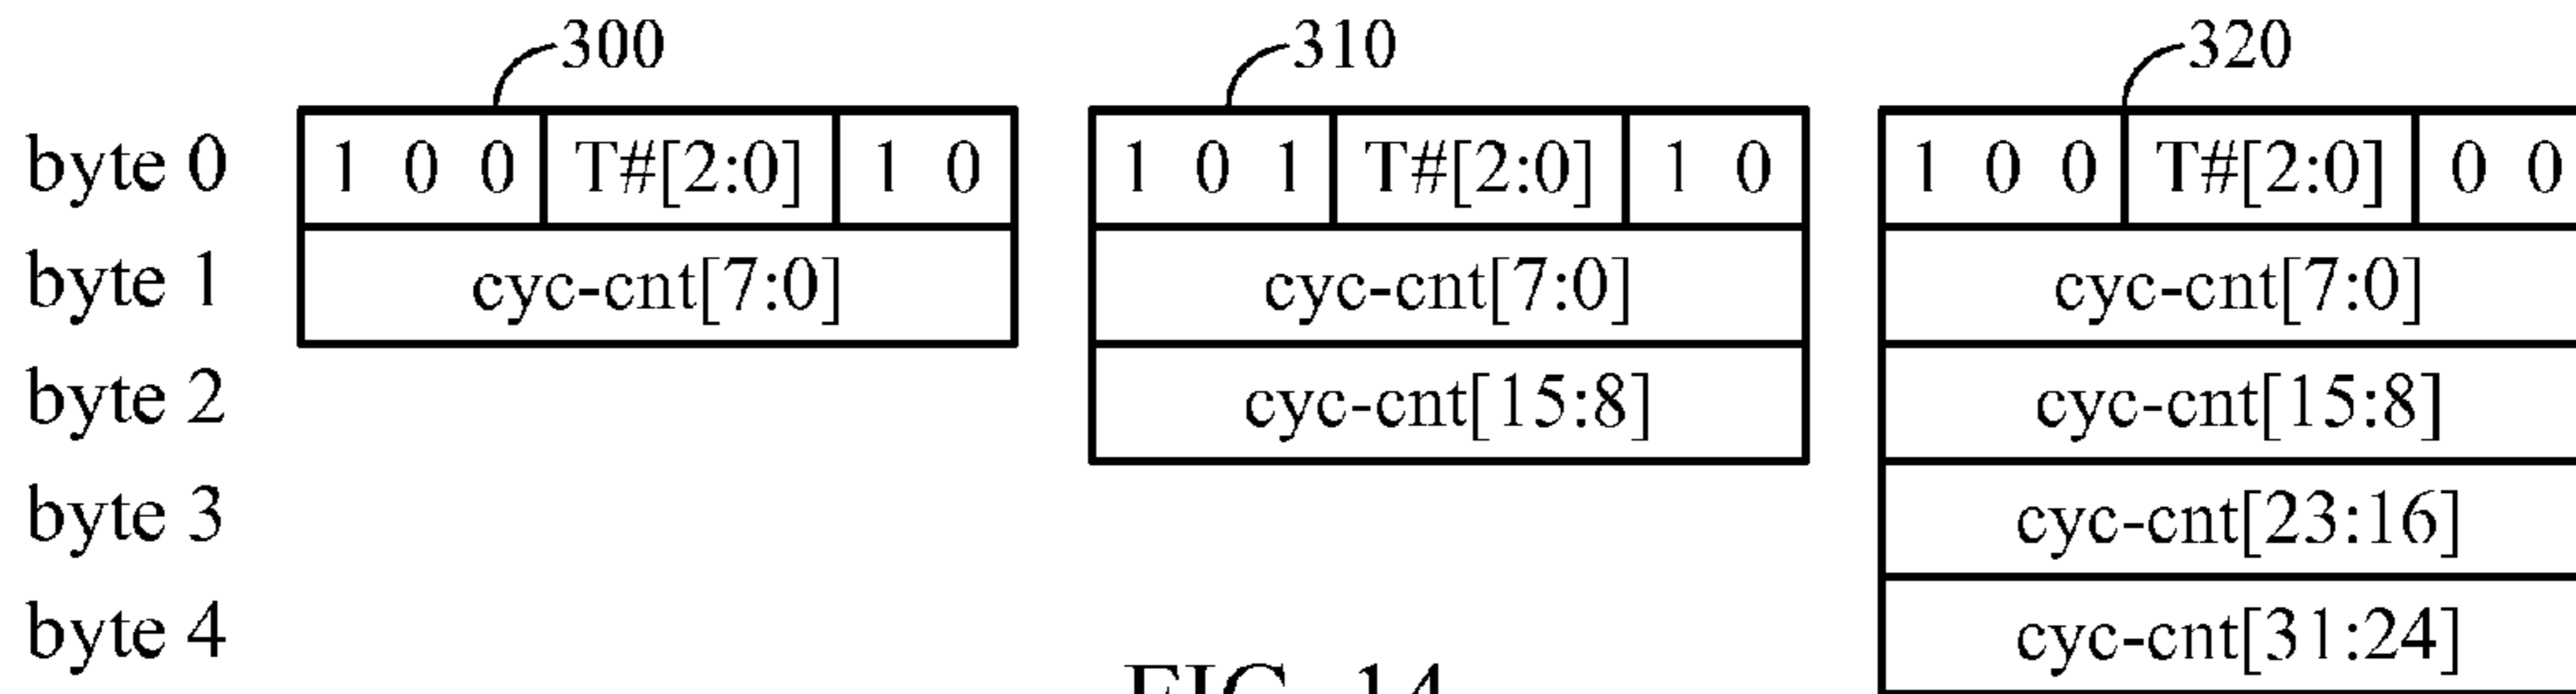 300 310 320
byte 0 1 0 0 T#[2:0] 1 0 1 0 1 T#[2:0] 1 0 1 0 0 T#[2:0] 0 0
byte 1 cyc-cnt[7:0] cyc-cnt[7:0] cyc-cnt[7:0]
byte 2 cyc-cnt[15:8] cyc-cnt[15:8]
byte 3 cyc-cnt[23:16]
byte 4 cyc-cnt[31:24]
FIG. 14